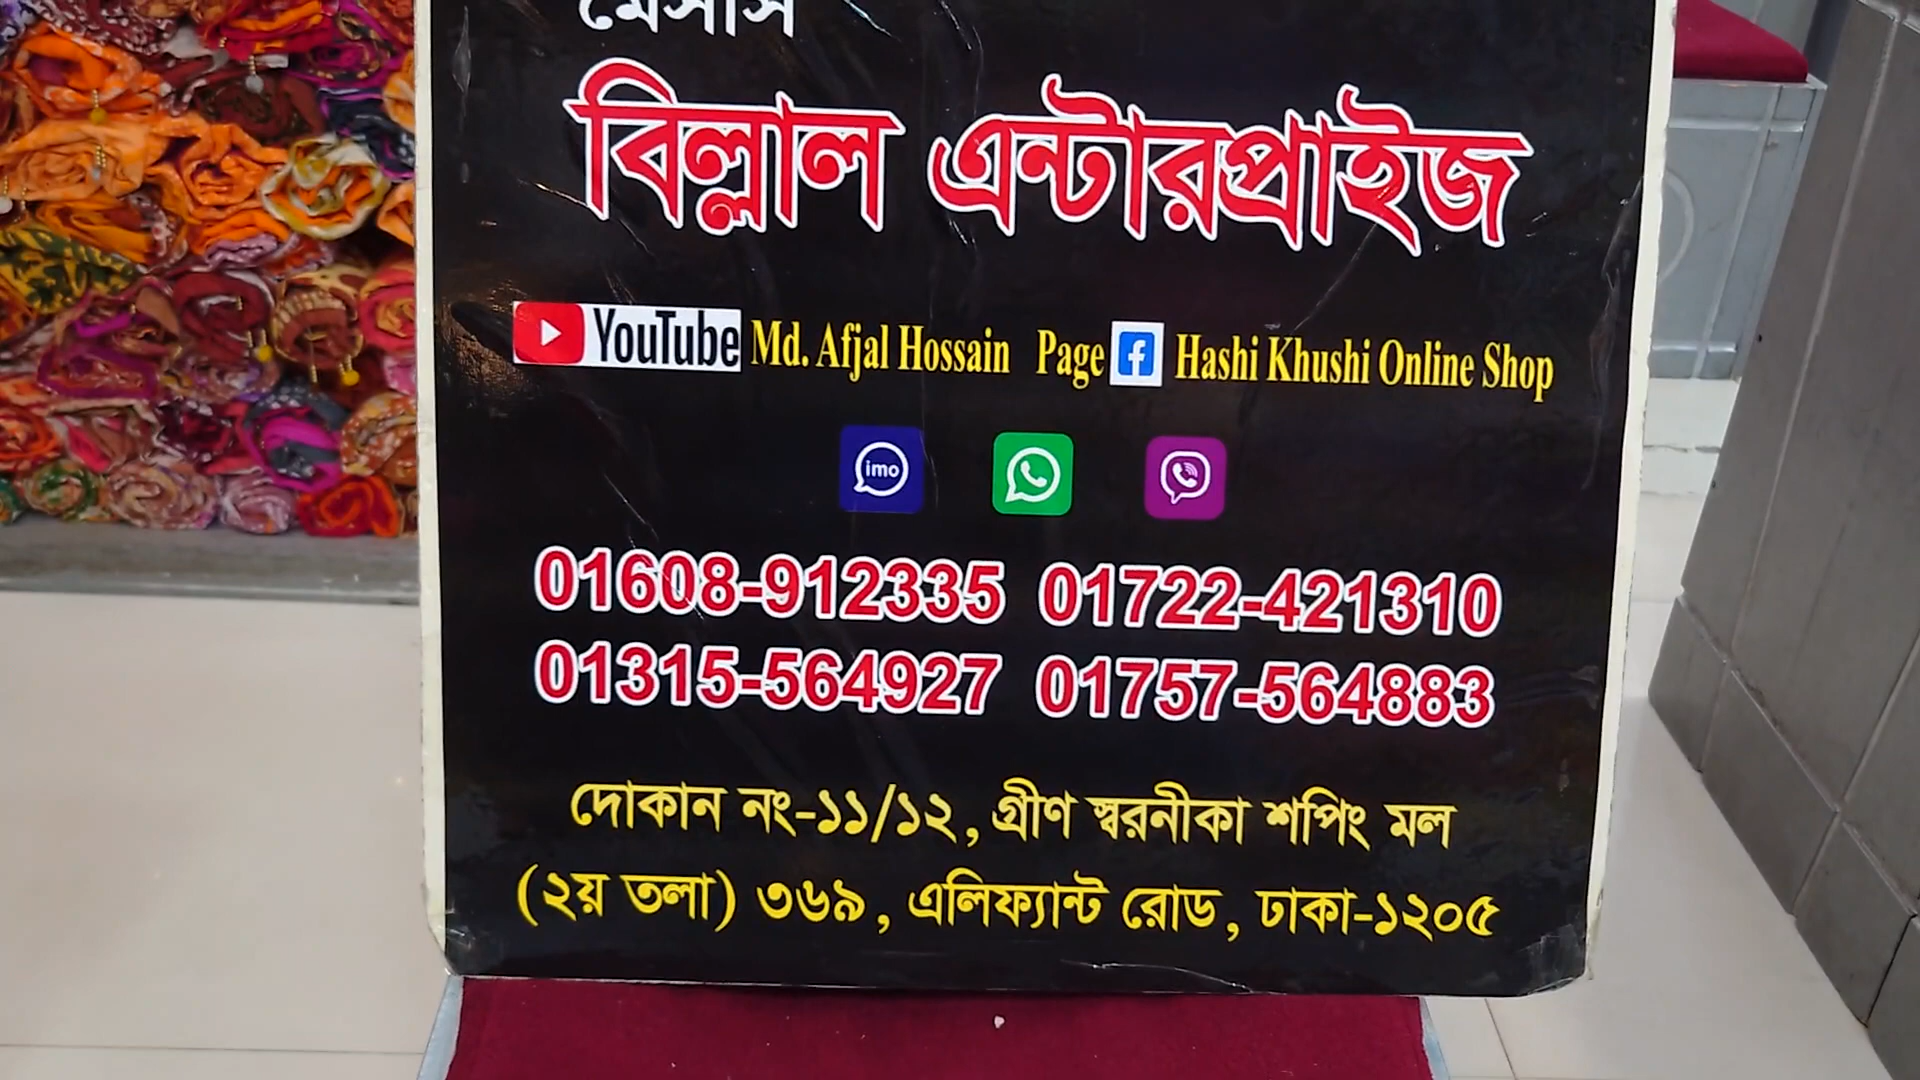 মেসার্স
বিল্লাল এন্টারপ্রাইজ
YouTube Md. Afjal Hossain Page f Hashi Khushi Online Shop
imo
01608-912335 01722-421310
01315-564927 01757-564883
দোকান নং-১১/১২, গ্রীণ স্বরনীকা শপিং মল
(২য় তলা) ৩৬৯, এলিফ্যান্ট রোড, ঢাকা-১২০৫